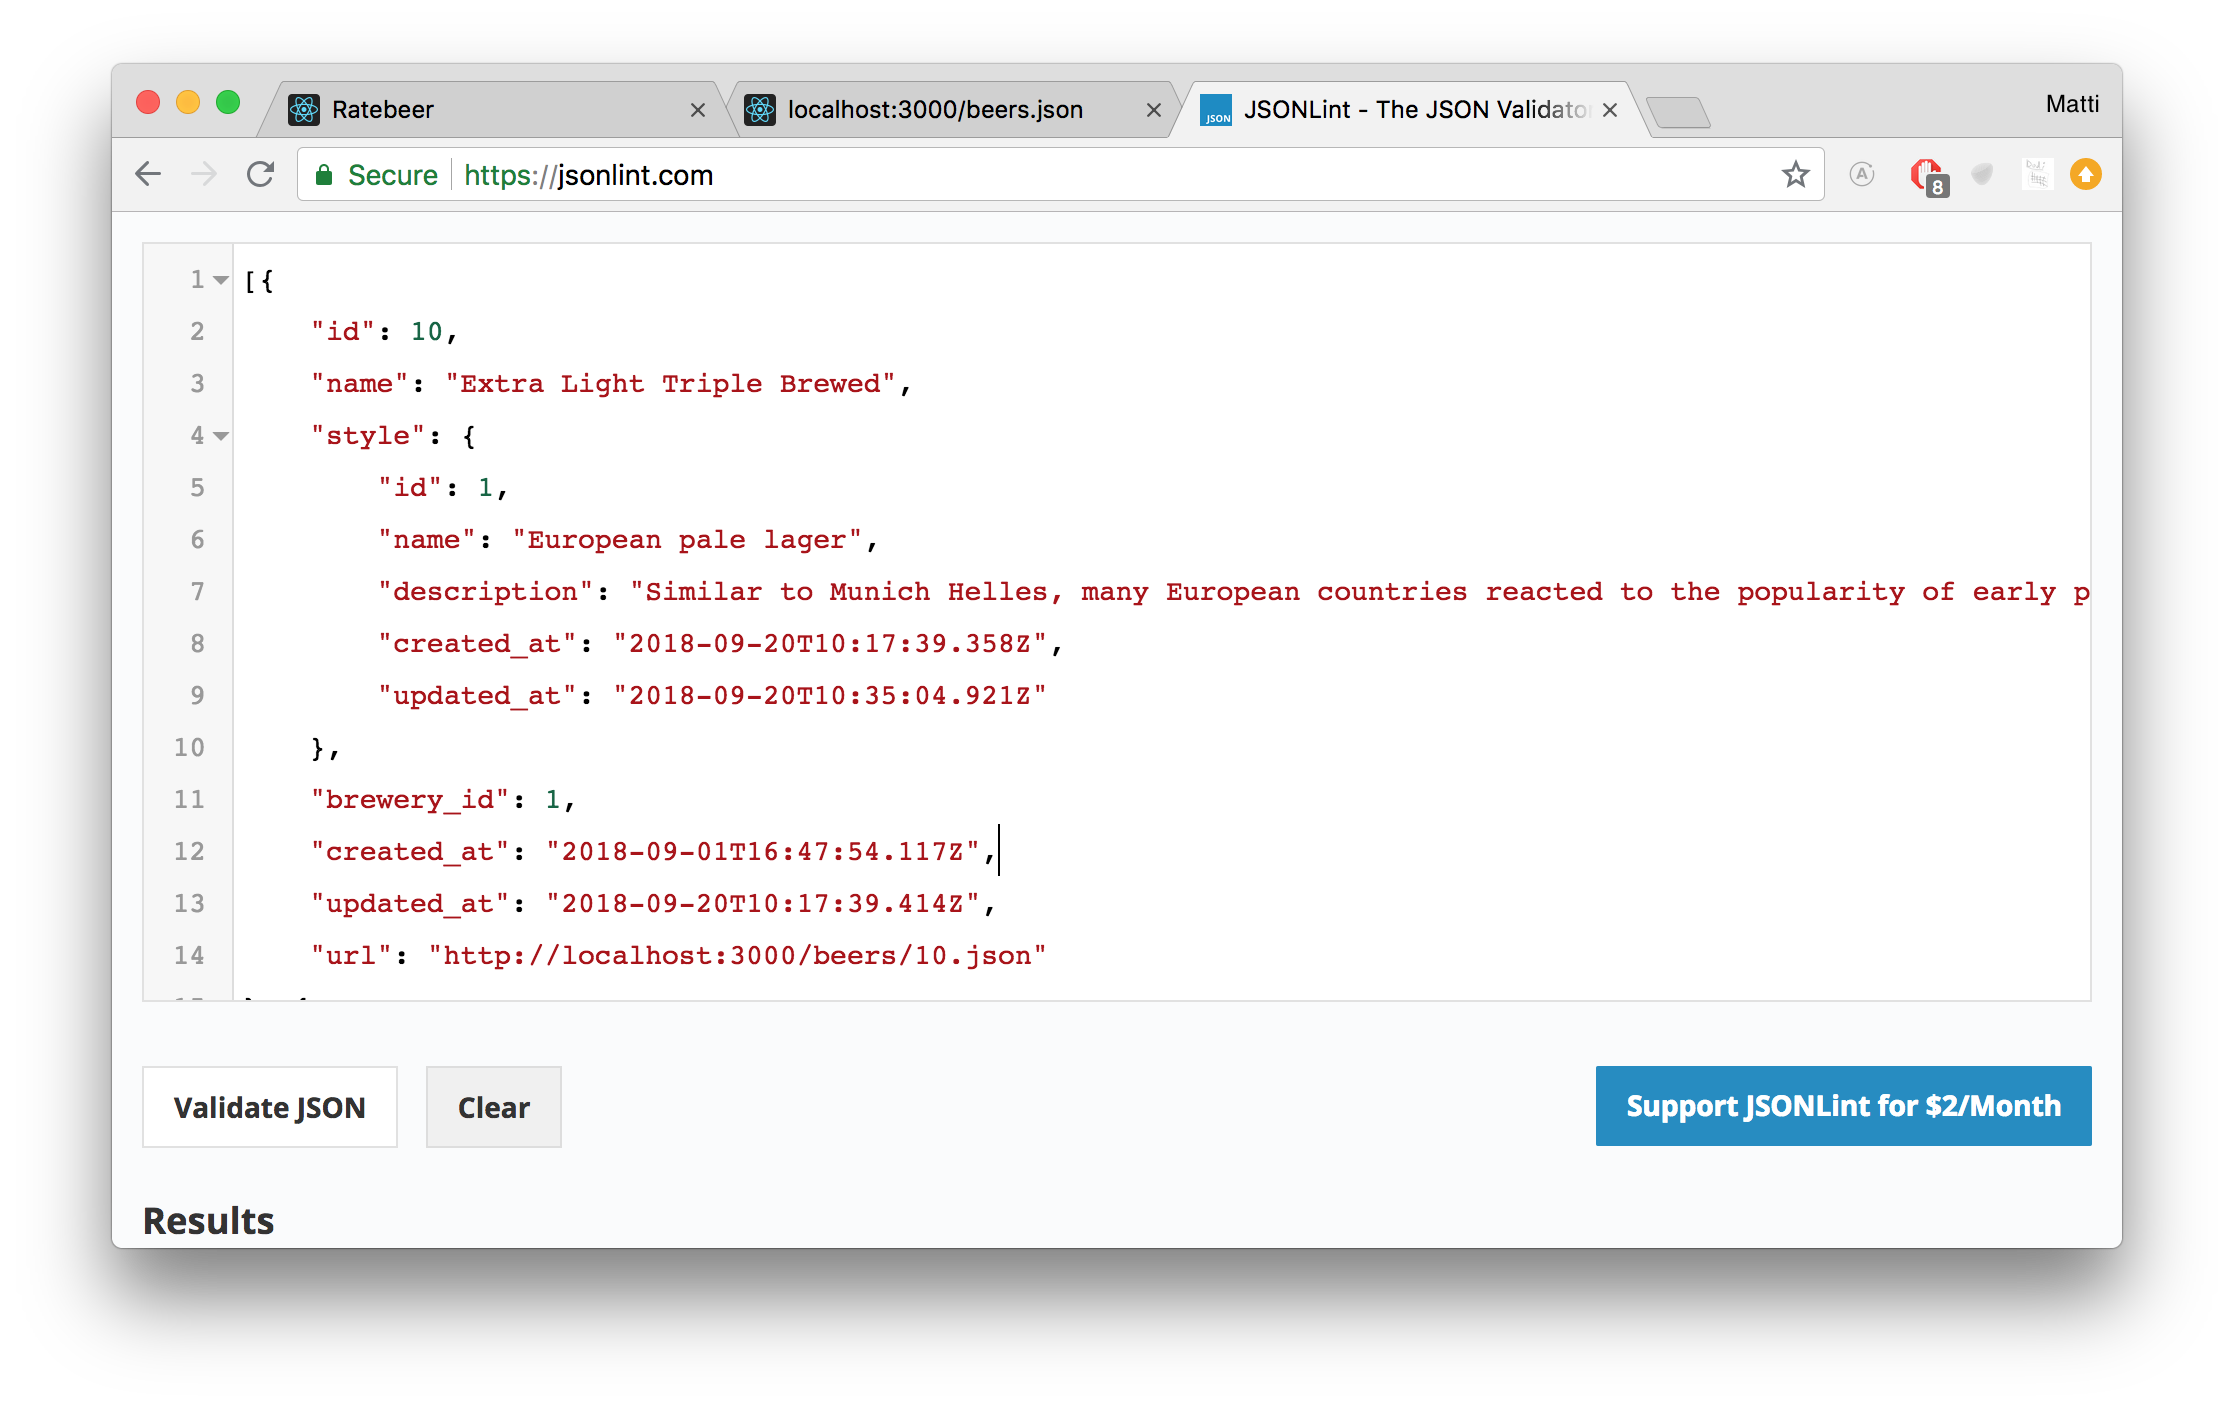 Ratebeer
localhost:3000/beers.json
JSONLint - The JSON Validato
Matti
Secure
https://jsonlint.com
8
1 [{
2 "id": 10,
3 "name": "Extra Light Triple Brewed",
4 "style": {
5 "id": 1,
6 "name": "European pale lager",
7 "description": "Similar to Munich Helles, many European countries reacted to the popularity of early p
8 "created_at": "2018-09-20T10:17:39.358Z",
9 "updated_at": "2018-09-20T10:35:04.921Z"
10 },
11 "brewery_id": 1,
12 "created_at": "2018-09-01T16:47:54.117Z",
13 "updated_at": "2018-09-20T10:17:39.414Z",
14 "url": "http://localhost:3000/beers/10.json"
Validate JSON
Clear
Support JSONLint for $2/Month
Results